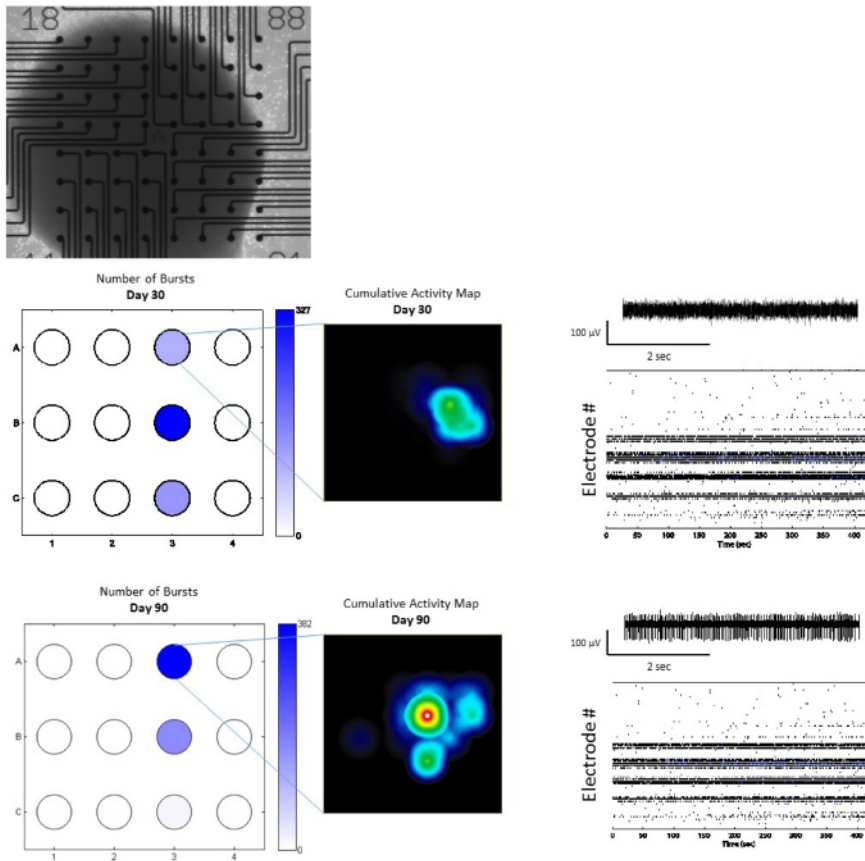 18
88
A
Number of Bursts
Day 30
327
A
B
C
0
1 2 3 4
Cumulative Activity Map
Day 30
100 µV
2 sec
Electrode #
0 50 100 150 200 250 300 350 400
Time (sec)
Number of Bursts
Day 90
382
A
B
C
0
1 2 3 4
Cumulative Activity Map
Day 90
100 µV
2 sec
Electrode #
0 50 100 150 200 250 300 350 400
Time (sec)